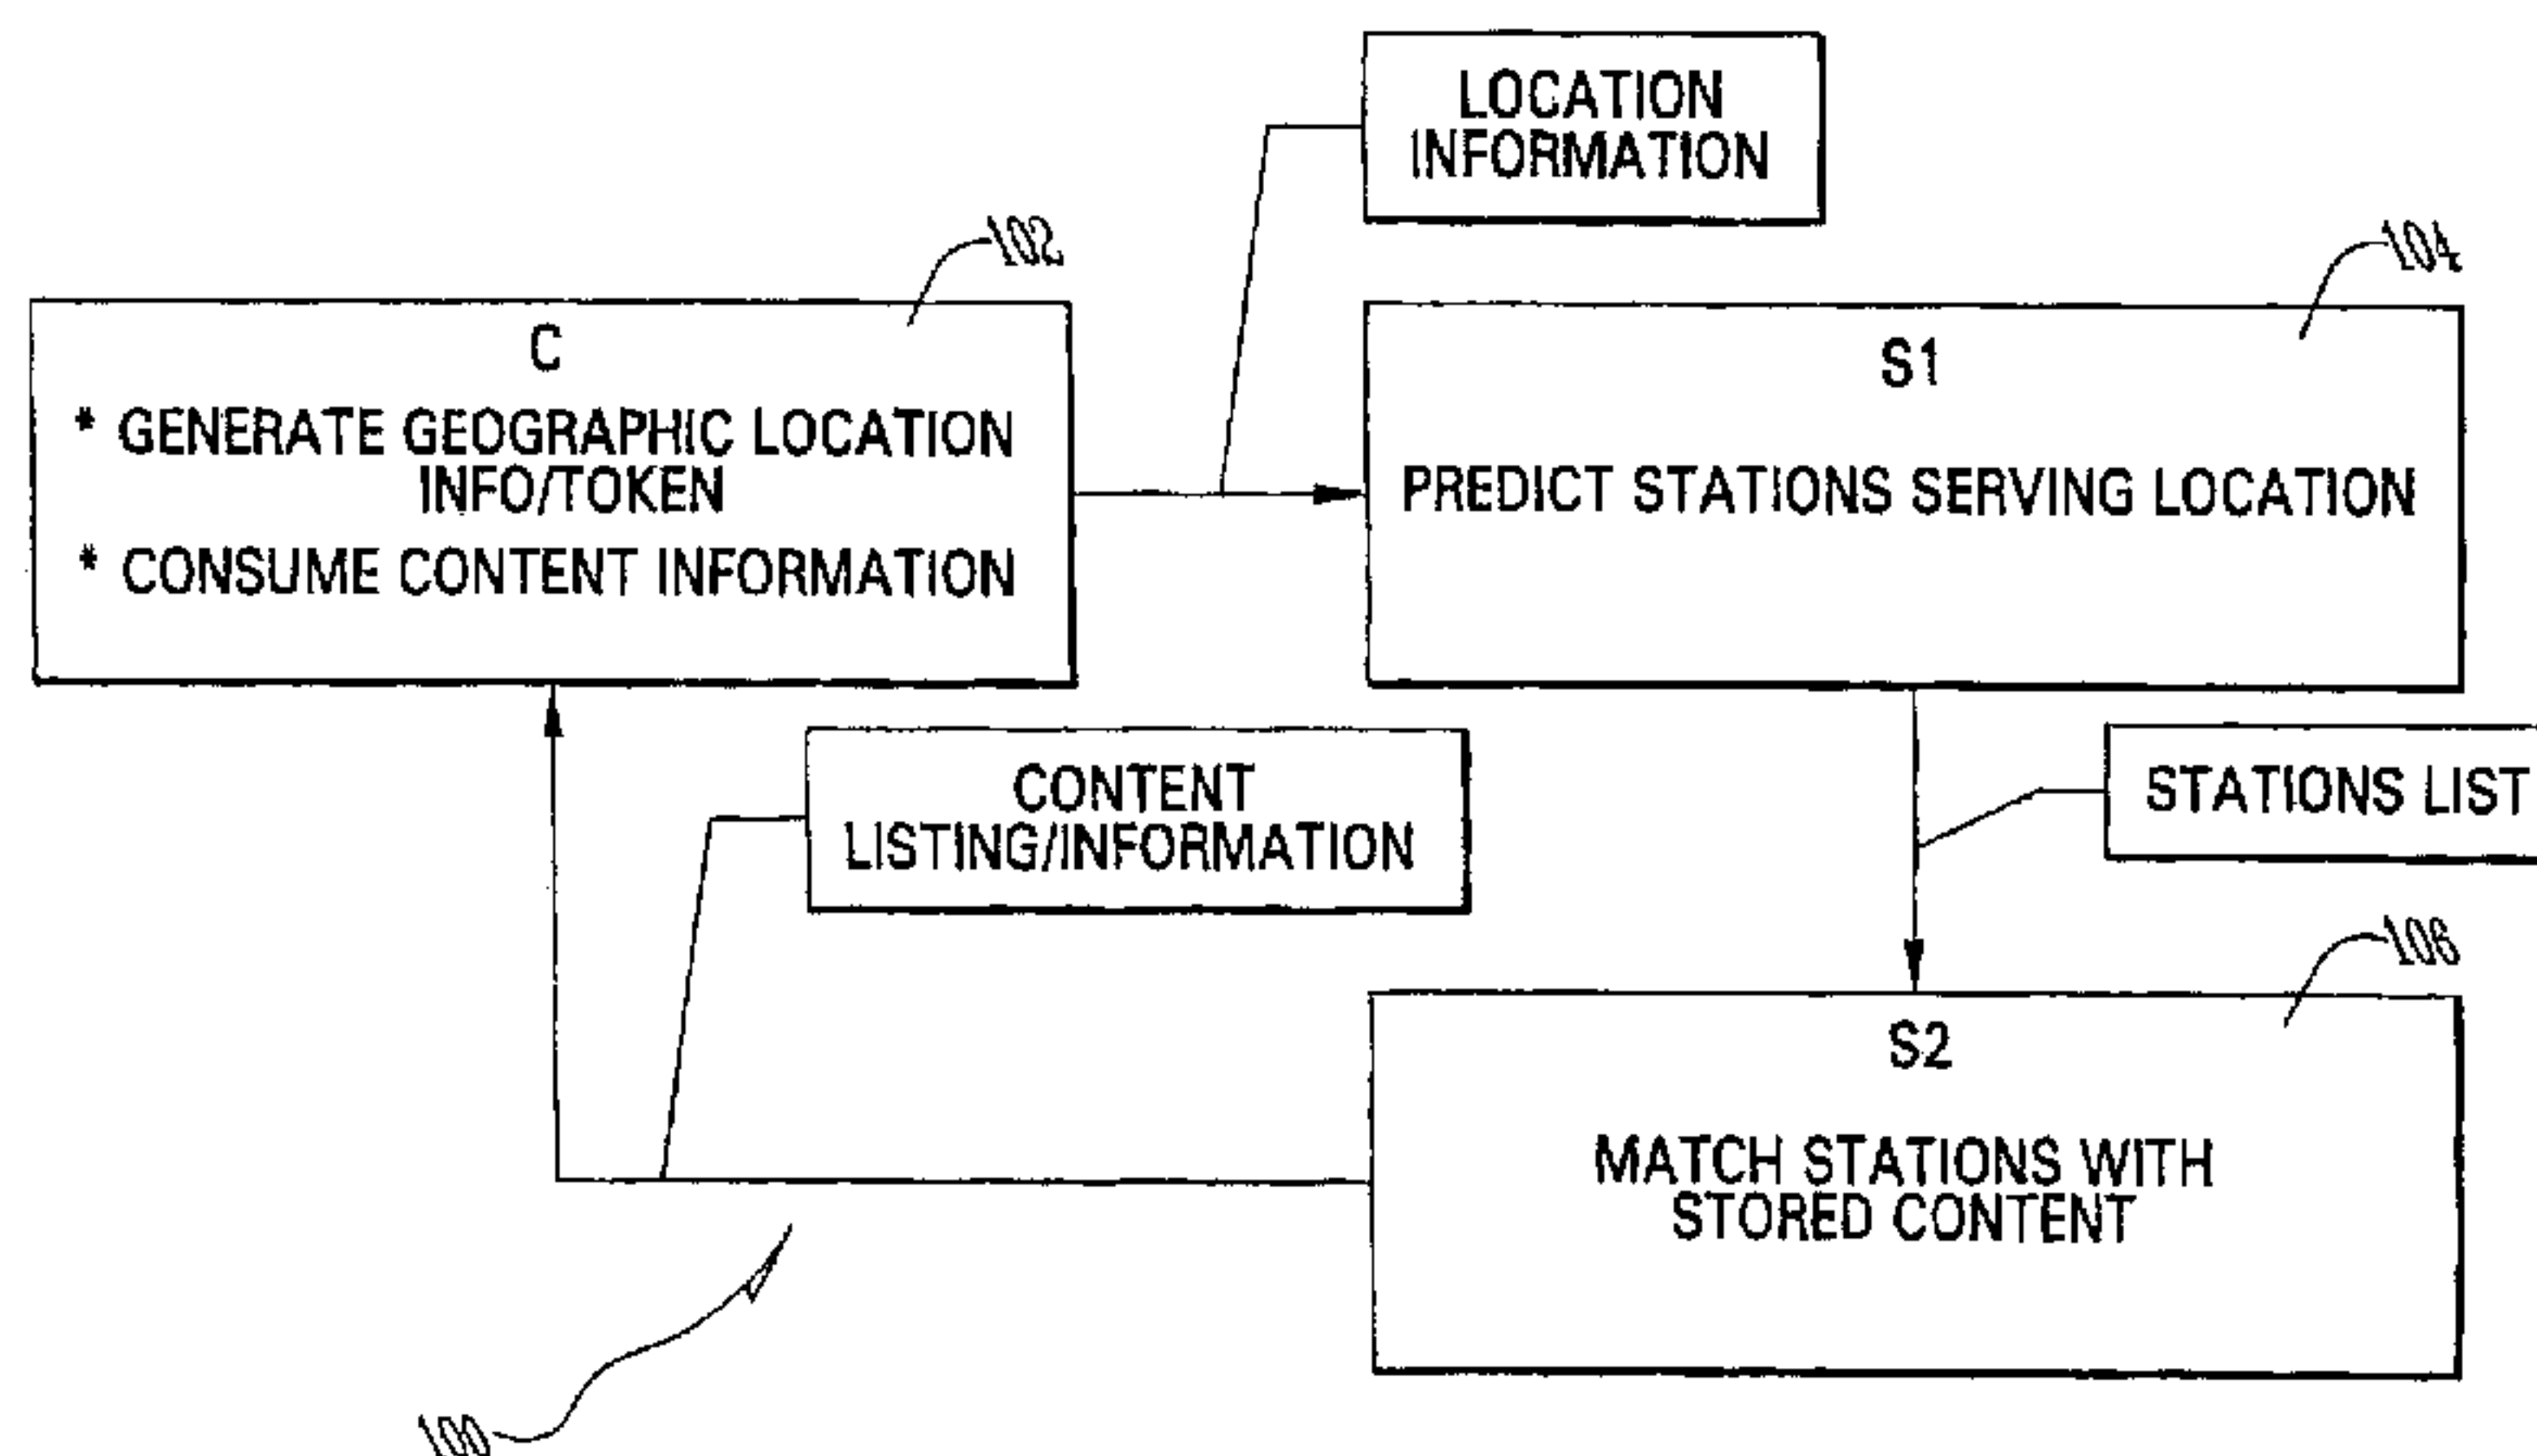 LOCATION
INFORMATION
102
104
C
* GENERATE GEOGRAPHIC LOCATION
INFO/TOKEN
* CONSUME CONTENT INFORMATION
S1
PREDICT STATIONS SERVING LOCATION
CONTENT
LISTING/INFORMATION
STATIONS LIST
106
S2
MATCH STATIONS WITH
STORED CONTENT
100